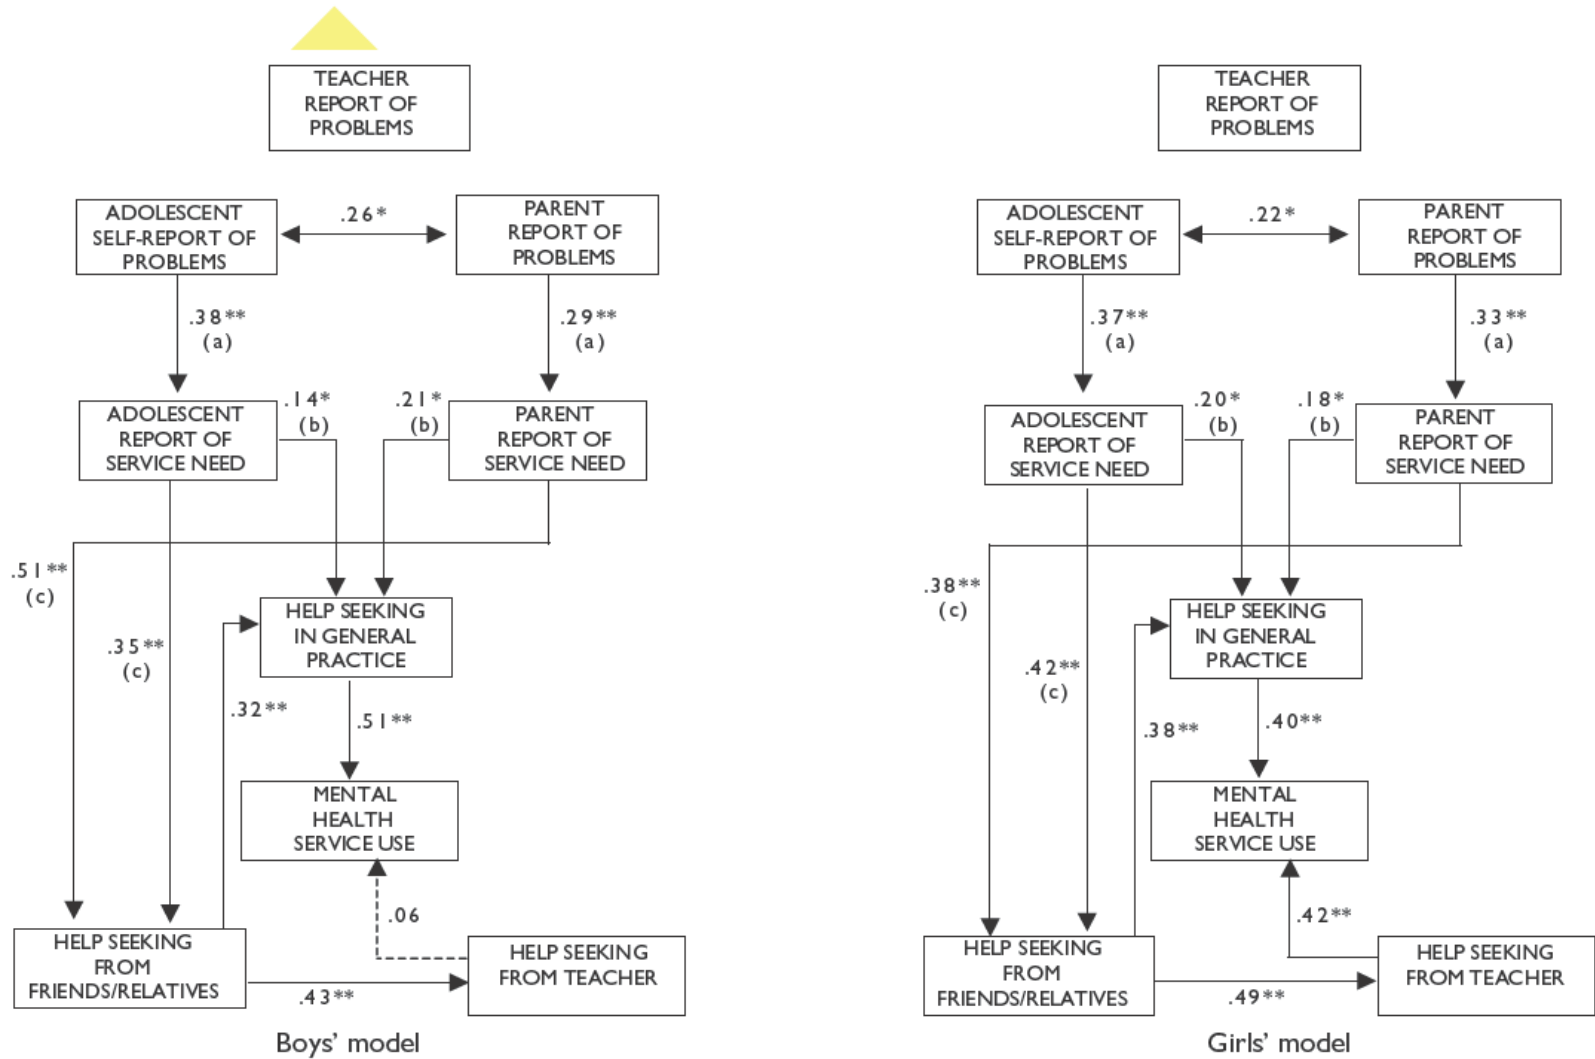 TEACHER
REPORT OF
PROBLEMS
ADOLESCENT
SELF-REPORT OF
PROBLEMS
.26*
PARENT
REPORT OF
PROBLEMS
.38**
(a)
.29**
(a)
ADOLESCENT
REPORT OF
SERVICE NEED
.14*
(b)
.21*
(b)
PARENT
REPORT OF
SERVICE NEED
.51**
(c)
.35**
(c)
HELP SEEKING
IN GENERAL
PRACTICE
.32**
.51**
MENTAL
HEALTH
SERVICE USE
.06
HELP SEEKING
FROM
FRIENDS/RELATIVES
.43**
HELP SEEKING
FROM TEACHER
Boys' model
TEACHER
REPORT OF
PROBLEMS
ADOLESCENT
SELF-REPORT OF
PROBLEMS
.22*
PARENT
REPORT OF
PROBLEMS
.37**
(a)
.33**
(a)
ADOLESCENT
REPORT OF
SERVICE NEED
.20*
(b)
.18*
(b)
PARENT
REPORT OF
SERVICE NEED
.38**
(c)
.42**
(c)
HELP SEEKING
IN GENERAL
PRACTICE
.38**
.40**
MENTAL
HEALTH
SERVICE USE
.42**
HELP SEEKING
FROM
FRIENDS/RELATIVES
.49**
HELP SEEKING
FROM TEACHER
Girls' model